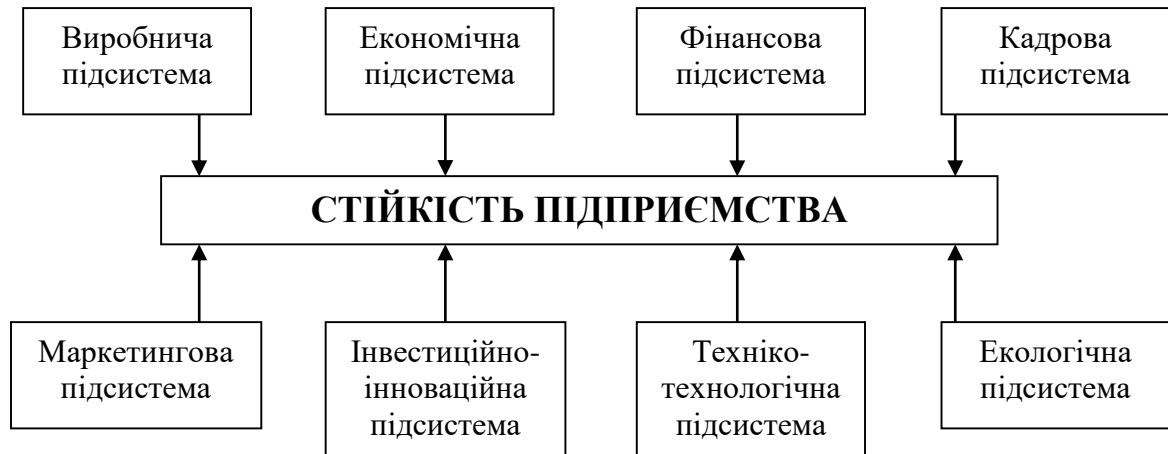 Виробнича
підсистема
Економічна
підсистема
Фінансова
підсистема
Кадрова
підсистема
СТІЙКІСТЬ ПІДПРИЄМСТВА
Маркетингова
підсистема
Інвестиційно-
інноваційна
підсистема
Техніко-
технологічна
підсистема
Екологічна
підсистема